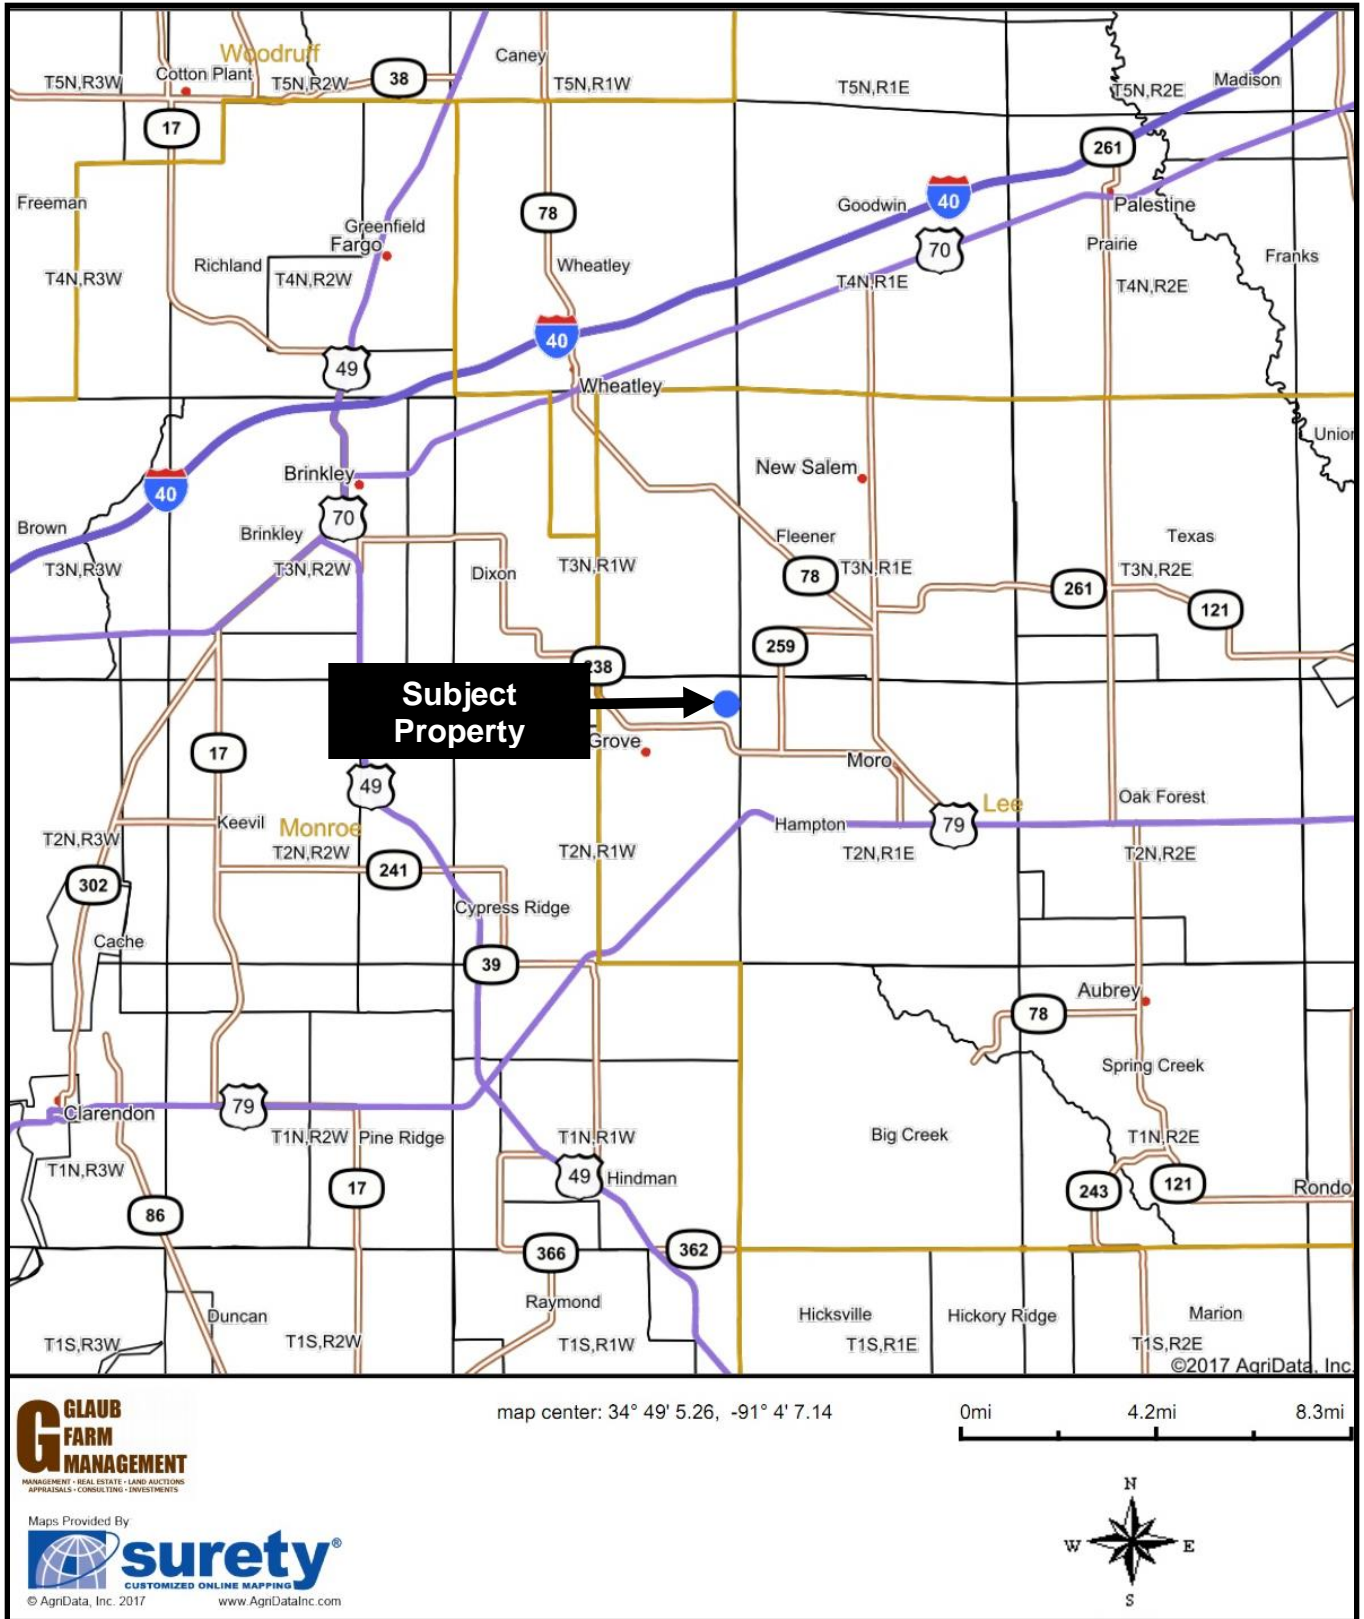 Woodruff
Caney
T5N,R3W
Cotton Plant
T5N,R2W
38
T5N,R1W
T5N,R1E
T5N,R2E
Madison
17
261
Freeman
78
Goodwin
40
Palestine
Greenfield
Fargo
70
Prairie
Richland
Wheatley
Franks
T4N,R3W
T4N,R2W
T4N,R1E
T4N,R2E
40
49
Wheatley
Union
Brinkley
New Salem
40
70
Brown
Brinkley
Fleener
Texas
T3N,R3W
T3N,R2W
Dixon
T3N,R1W
78
T3N,R1E
261
T3N,R2E
121
259
238
Subject
Property
17
Grove
Moro
49
Oak Forest
Lee
Keevil
Monroe
Hampton
79
T2N,R3W
T2N,R2W
T2N,R1W
T2N,R1E
T2N,R2E
241
302
Cypress Ridge
Cache
39
Aubrey
78
Spring Creek
79
Clarendon
T1N,R2W
Pine Ridge
T1N,R1W
Big Creek
T1N,R2E
T1N,R3W
49
Hindman
17
243
121
Rondo
86
366
362
Raymond
Duncan
Hicksville
Hickory Ridge
Marion
T1S,R3W
T1S,R2W
T1S,R1W
T1S,R1E
T1S,R2E
©2017 AgriData, Inc.
G GLAUB
FARM
MANAGEMENT
MANAGEMENT • REAL ESTATE • LAND AUCTIONS
APPRAISALS • CONSULTING • INVESTMENTS
map center: 34° 49' 5.26, -91° 4' 7.14
0mi 4.2mi 8.3mi
N
W E
S
Maps Provided By
surety®
CUSTOMIZED ONLINE MAPPING
© AgriData, Inc. 2017 www.AgriDataInc.com